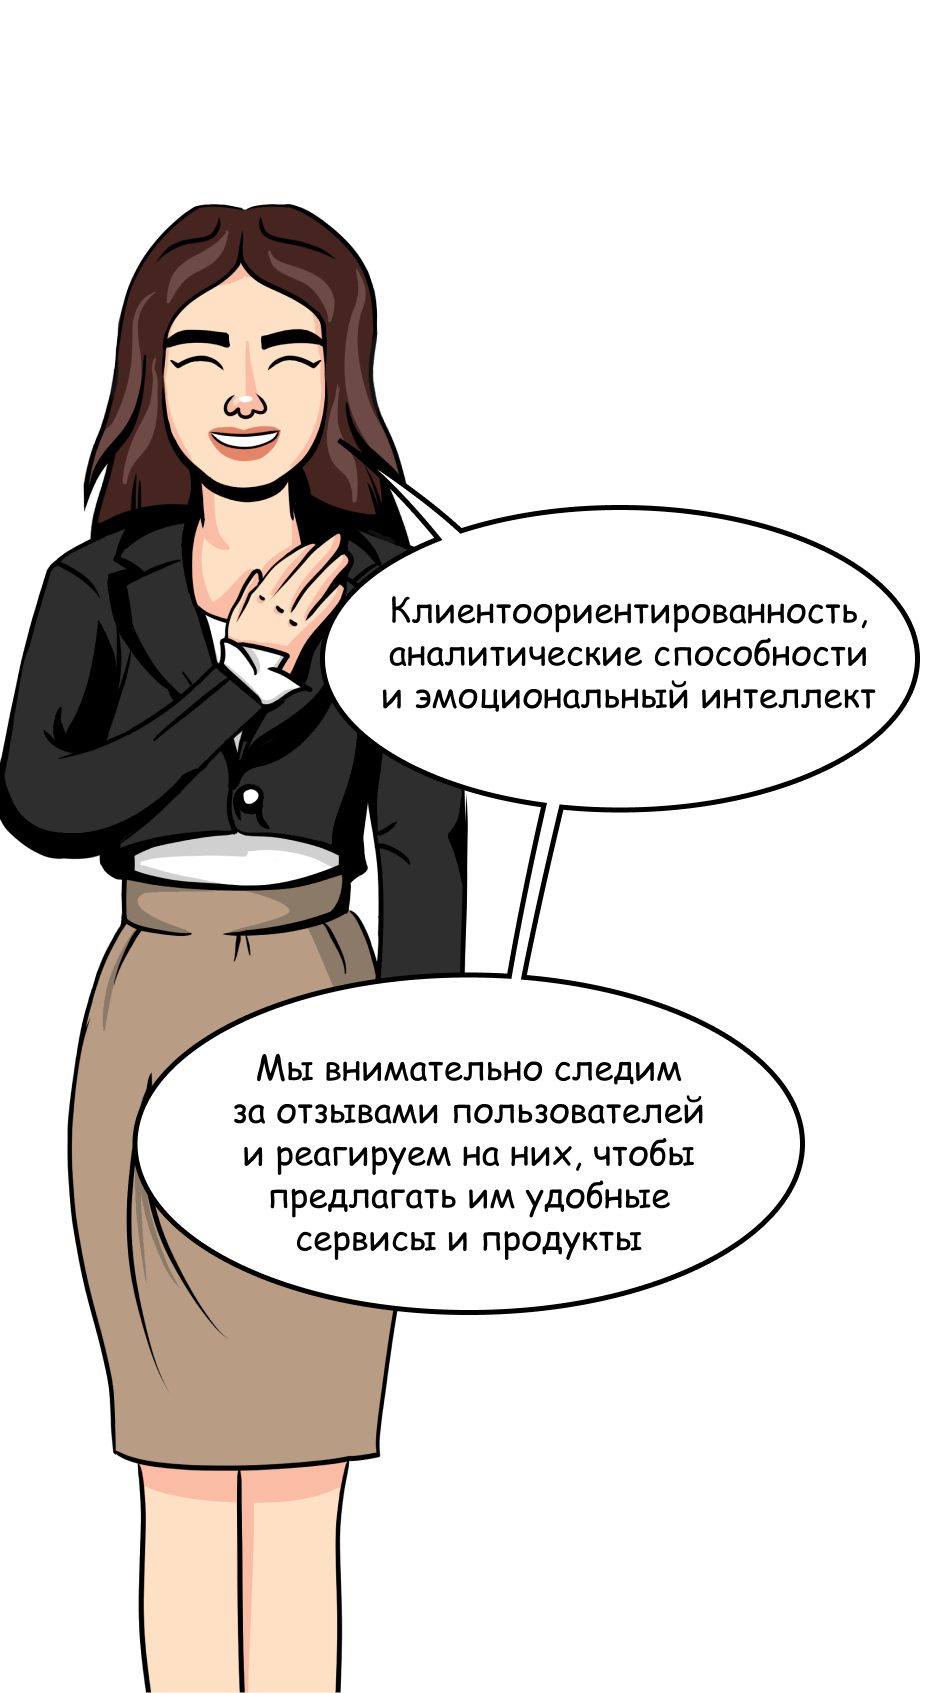 Клиентоориентированность,
аналитические способности
и эмоциональный интеллект
Мы внимательно следим
за отзывами пользователей
и реагируем на них, чтобы
предлагать им удобные
сервисы и продукты